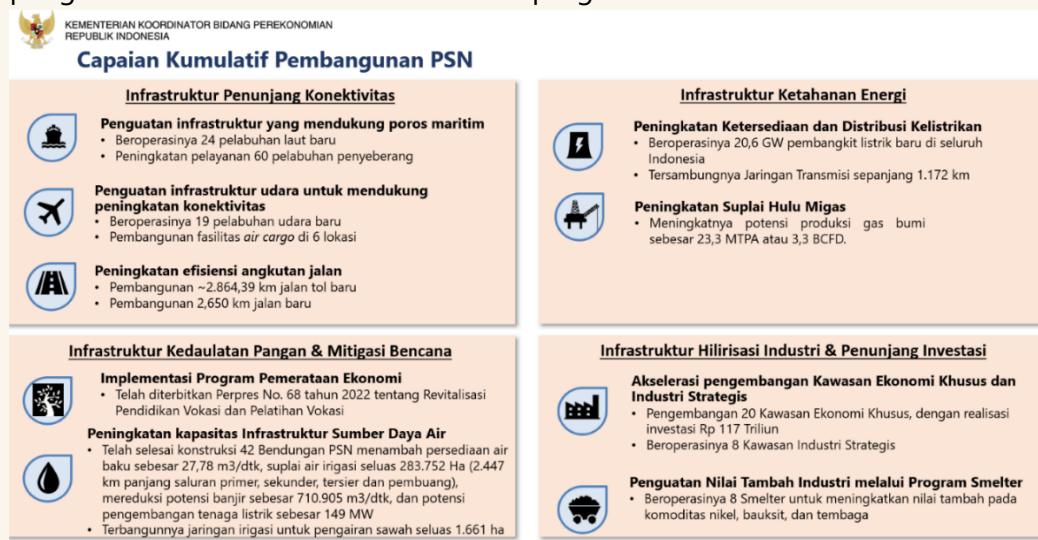 KEMENTERIAN KOORDINATOR BIDANG PEREKONOMIAN
REPUBLIK INDONESIA
Capaian Kumulatif Pembangunan PSN
Infrastruktur Penunjang Konektivitas
Penguatan infrastruktur yang mendukung poros maritim
• Beroperasinya 24 pelabuhan laut baru
• Peningkatan pelayanan 60 pelabuhan penyeberang
Penguatan infrastruktur udara untuk mendukung
peningkatan konektivitas
• Beroperasinya 19 pelabuhan udara baru
• Pembangunan fasilitas air cargo di 6 lokasi
Peningkatan efisiensi angkutan jalan
• Pembangunan ~2.864,39 km jalan tol baru
• Pembangunan 2,650 km jalan baru
Infrastruktur Ketahanan Energi
Peningkatan Ketersediaan dan Distribusi Kelistrikan
• Beroperasinya 20,6 GW pembangkit listrik baru di seluruh
Indonesia
• Tersambungnya Jaringan Transmisi sepanjang 1.172 km
Peningkatan Suplai Hulu Migas
• Meningkatnya potensi produksi gas bumi
sebesar 23,3 MTPA atau 3,3 BCFD.
Infrastruktur Kedaulatan Pangan & Mitigasi Bencana
Implementasi Program Pemerataan Ekonomi
• Telah diterbitkan Perpres No. 68 tahun 2022 tentang Revitalisasi
Pendidikan Vokasi dan Pelatihan Vokasi
Peningkatan kapasitas Infrastruktur Sumber Daya Air
• Telah selesai konstruksi 42 Bendungan PSN menambah persediaan air
baku sebesar 27,78 m3/dtk, suplai air irigasi seluas 283.752 Ha (2.447
km panjang saluran primer, sekunder, tersier dan pembuang),
mereduksi potensi banjir sebesar 710.905 m3/dtk, dan potensi
pengembangan tenaga listrik sebesar 149 MW
• Terbangunnya jaringan irigasi untuk pengairan sawah seluas 1.661 ha
Infrastruktur Hilirisasi Industri & Penunjang Investasi
Akselerasi pengembangan Kawasan Ekonomi Khusus dan
Industri Strategis
• Pengembangan 20 Kawasan Ekonomi Khusus, dengan realisasi
investasi Rp 117 Triliun
• Beroperasinya 8 Kawasan Industri Strategis
Penguatan Nilai Tambah Industri melalui Program Smelter
• Beroperasinya 8 Smelter untuk meningkatkan nilai tambah pada
komoditas nikel, bauksit, dan tembaga